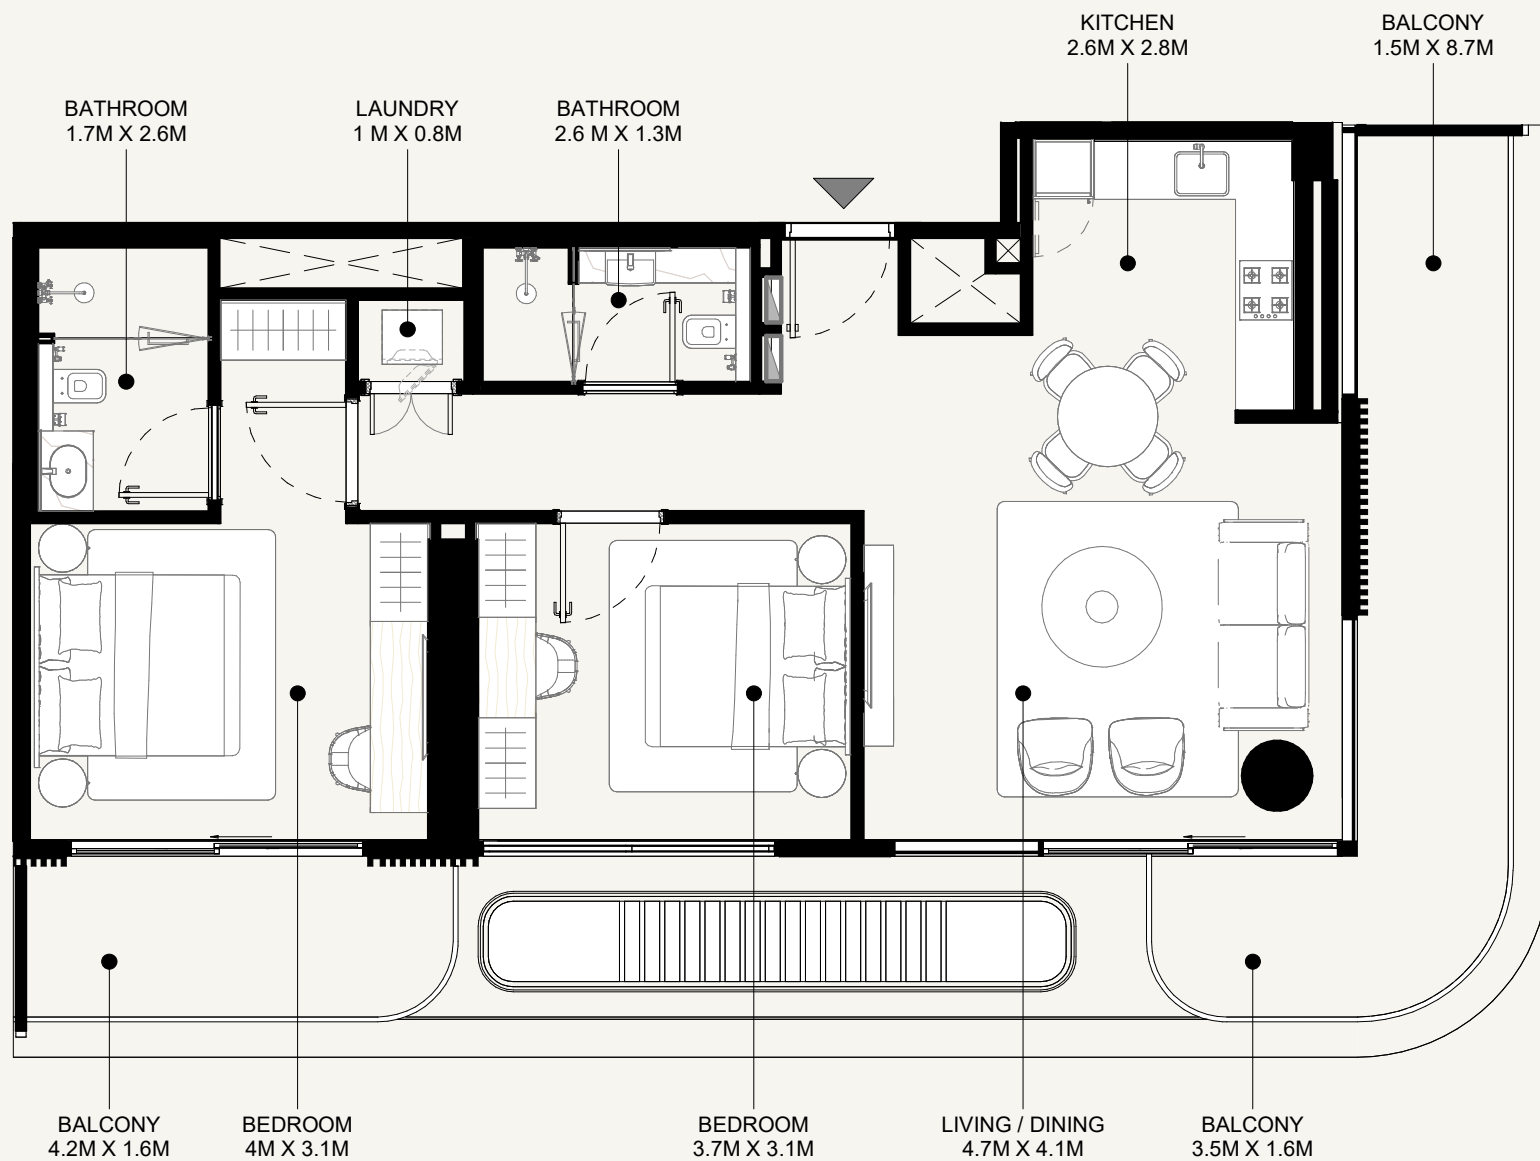 KITCHEN
2.6M X 2.8M
BALCONY
1.5M X 8.7M
BATHROOM
1.7M X 2.6M
LAUNDRY
1 M X 0.8M
BATHROOM
2.6 M X 1.3M
BALCONY
4.2M X 1.6M
BEDROOM
4M X 3.1M
BEDROOM
3.7M X 3.1M
LIVING / DINING
4.7M X 4.1M
BALCONY
3.5M X 1.6M